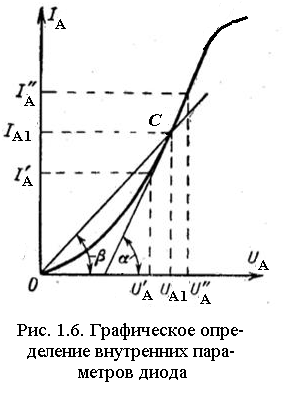 I_A
I″_A
C
I_A1
I′_A
β
α
0
U′_A U_A1 U″_A
U_A
Рис. 1.6. Графическое опре-
деление внутренних пара-
метров диода